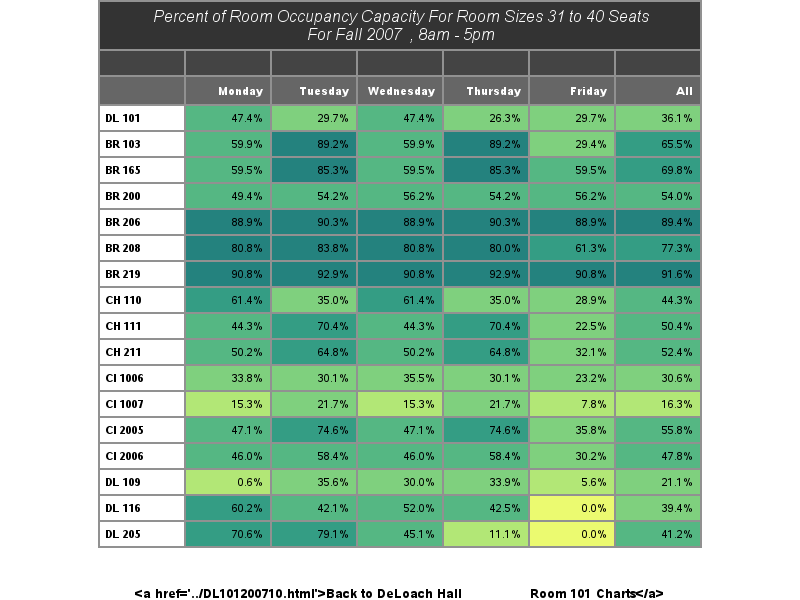 Percent of Room Occupancy Capacity For Room Sizes 31 to 40 Seats
For Fall 2007 , 8am - 5pm
Monday Tuesday Wednesday Thursday Friday All
DL 101 47.4% 29.7% 47.4% 26.3% 29.7% 36.1%
BR 103 59.9% 89.2% 59.9% 89.2% 29.4% 65.5%
BR 165 59.5% 85.3% 59.5% 85.3% 59.5% 69.8%
BR 200 49.4% 54.2% 56.2% 54.2% 56.2% 54.0%
BR 206 88.9% 90.3% 88.9% 90.3% 88.9% 89.4%
BR 208 80.8% 83.8% 80.8% 80.0% 61.3% 77.3%
BR 219 90.8% 92.9% 90.8% 92.9% 90.8% 91.6%
CH 110 61.4% 35.0% 61.4% 35.0% 28.9% 44.3%
CH 111 44.3% 70.4% 44.3% 70.4% 22.5% 50.4%
CH 211 50.2% 64.8% 50.2% 64.8% 32.1% 52.4%
CI 1006 33.8% 30.1% 35.5% 30.1% 23.2% 30.6%
CI 1007 15.3% 21.7% 15.3% 21.7% 7.8% 16.3%
CI 2005 47.1% 74.6% 47.1% 74.6% 35.8% 55.8%
CI 2006 46.0% 58.4% 46.0% 58.4% 30.2% 47.8%
DL 109 0.6% 35.6% 30.0% 33.9% 5.6% 21.1%
DL 116 60.2% 42.1% 52.0% 42.5% 0.0% 39.4%
DL 205 70.6% 79.1% 45.1% 11.1% 0.0% 41.2%
<a href='../DL101200710.html'>Back to DeLoach Hall Room 101 Charts</a>